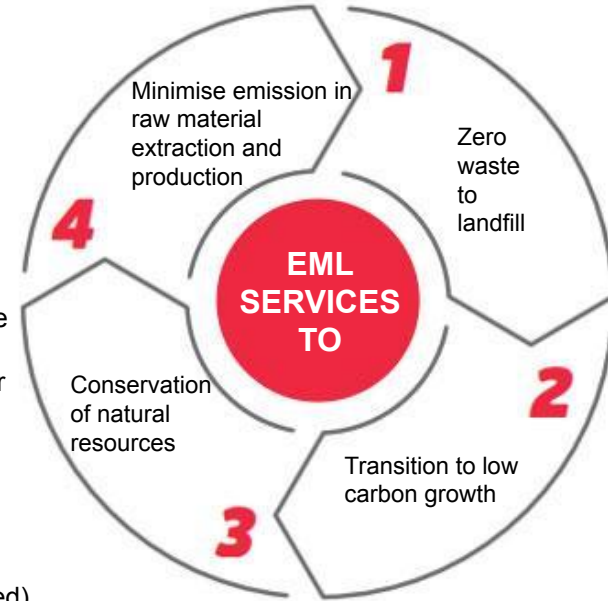 1
Zero
waste
to
landfill
2
Transition to low
carbon growth
3
Conservation
of natural
resources
4
Minimise emission in
raw material
extraction and
production
EML
SERVICES
TO
e
r
ed)